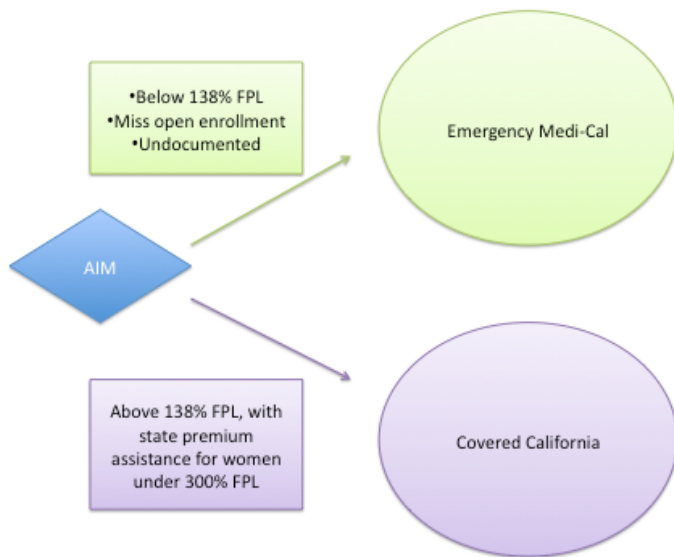 •Below 138% FPL
•Miss open enrollment
•Undocumented
Emergency Medi-Cal
AIM
Above 138% FPL, with
state premium
assistance for women
under 300% FPL
Covered California